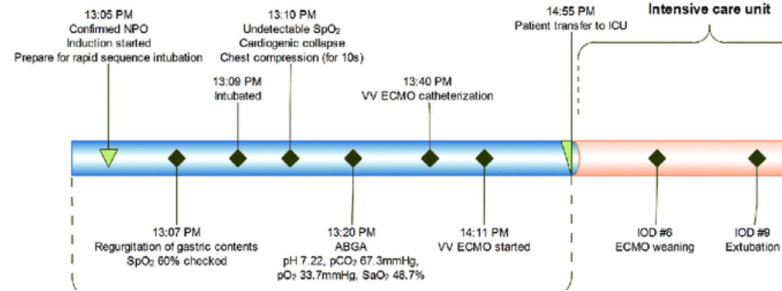 13:05 PM
Confirmed NPO
Induction started
Prepare for rapid sequence intubation
13:10 PM
Undetectable SpO₂
Cardiogenic collapse
Chest compression (for 10s)
14:55 PM
Patient transfer to ICU
Intensive care unit
13:09 PM
Intubated
13:40 PM
VV ECMO catheterization
13:07 PM
Regurgitation of gastric contents
SpO₂ 60% checked
13:20 PM
ABGA
pH 7.22, pCO₂ 67.3mmHg,
pO₂ 33.7mmHg, SaO₂ 48.7%
14:11 PM
VV ECMO started
IOD #6
ECMO weaning
IOD #9
Extubation